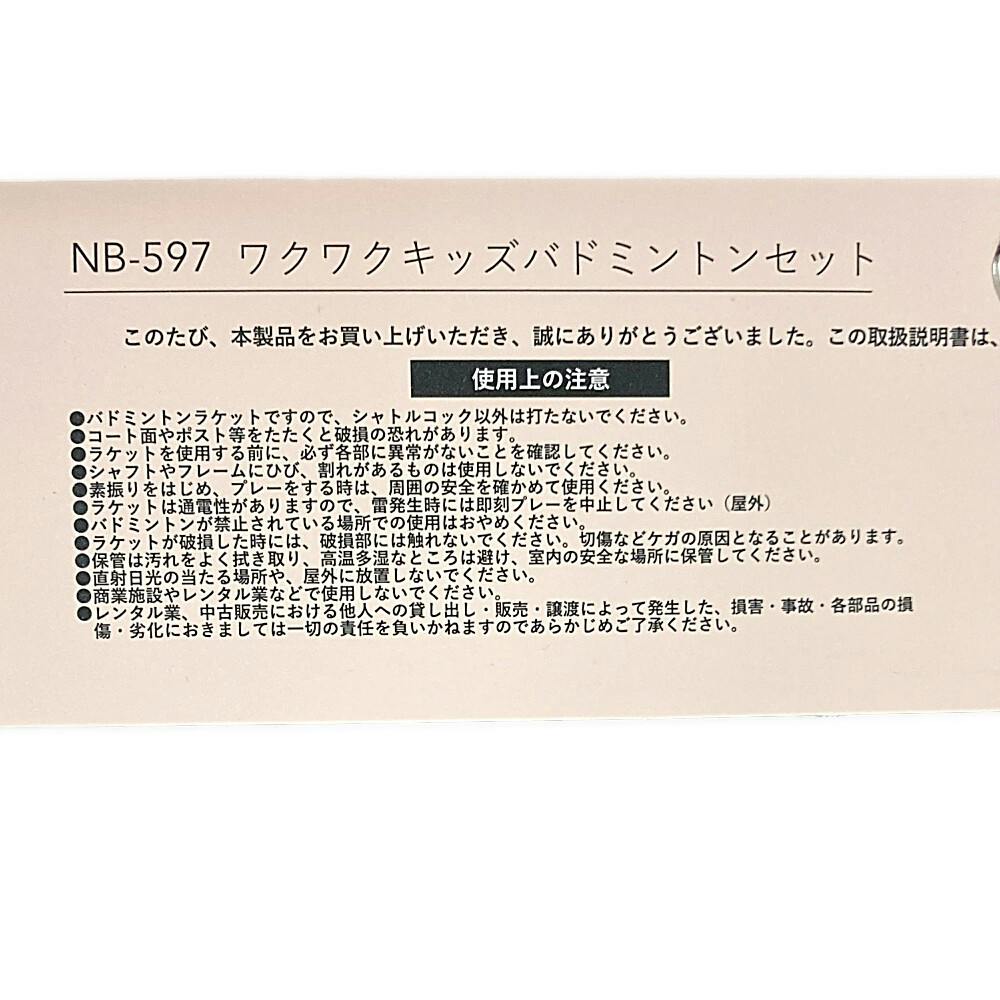 NB-597 ワクワクキッズバドミントンセット
このたび、本製品をお買い上げいただき、誠にありがとうございました。この取扱説明書は、
使用上の注意
●バドミントンラケットですので、シャトルコック以外は打たないでください。
●コート面やポスト等をたたくと破損の恐れがあります。
●ラケットを使用する前に、必ず各部に異常がないことを確認してください。
●シャフトやフレームにひび、割れがあるものは使用しないでください。
●素振りをはじめ、プレーをする時は、周囲の安全を確かめて使用ください。
●ラケットは通電性がありますので、雷発生時には即刻プレーを中止してください（屋外）
●バドミントンが禁止されている場所での使用はおやめください。
●ラケットが破損した時には、破損部には触れないでください。切傷などケガの原因となることがあります。
●保管は汚れをよく拭き取り、高温多湿なところは避け、室内の安全な場所に保管してください。
●直射日光の当たる場所や、屋外に放置しないでください。
●商業施設やレンタル業などで使用しないでください。
●レンタル業、中古販売における他人への貸し出し・販売・譲渡によって発生した、損害・事故・各部品の損
傷・劣化におきましては一切の責任を負いかねますのであらかじめご了承ください。